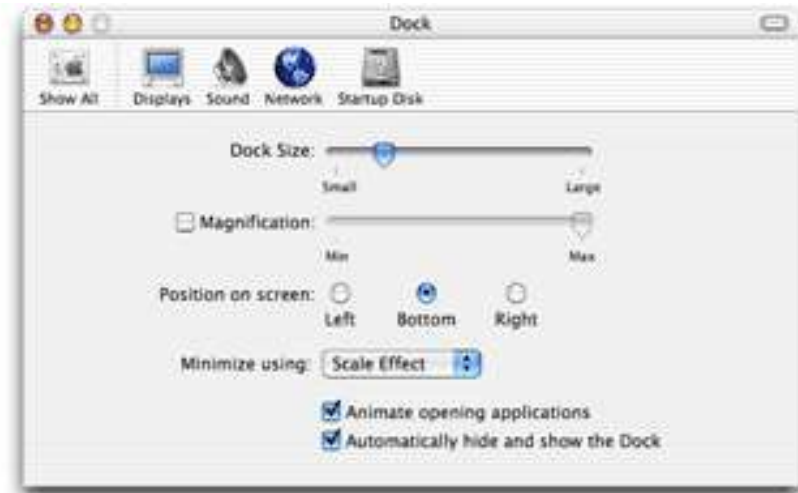 Dock
Show All Displays Sound Network Startup Disk
Dock Size:
Small Large
Magnification:
Min Max
Position on screen:
Left Bottom Right
Minimize using: Scale Effect
Animate opening applications
Automatically hide and show the Dock